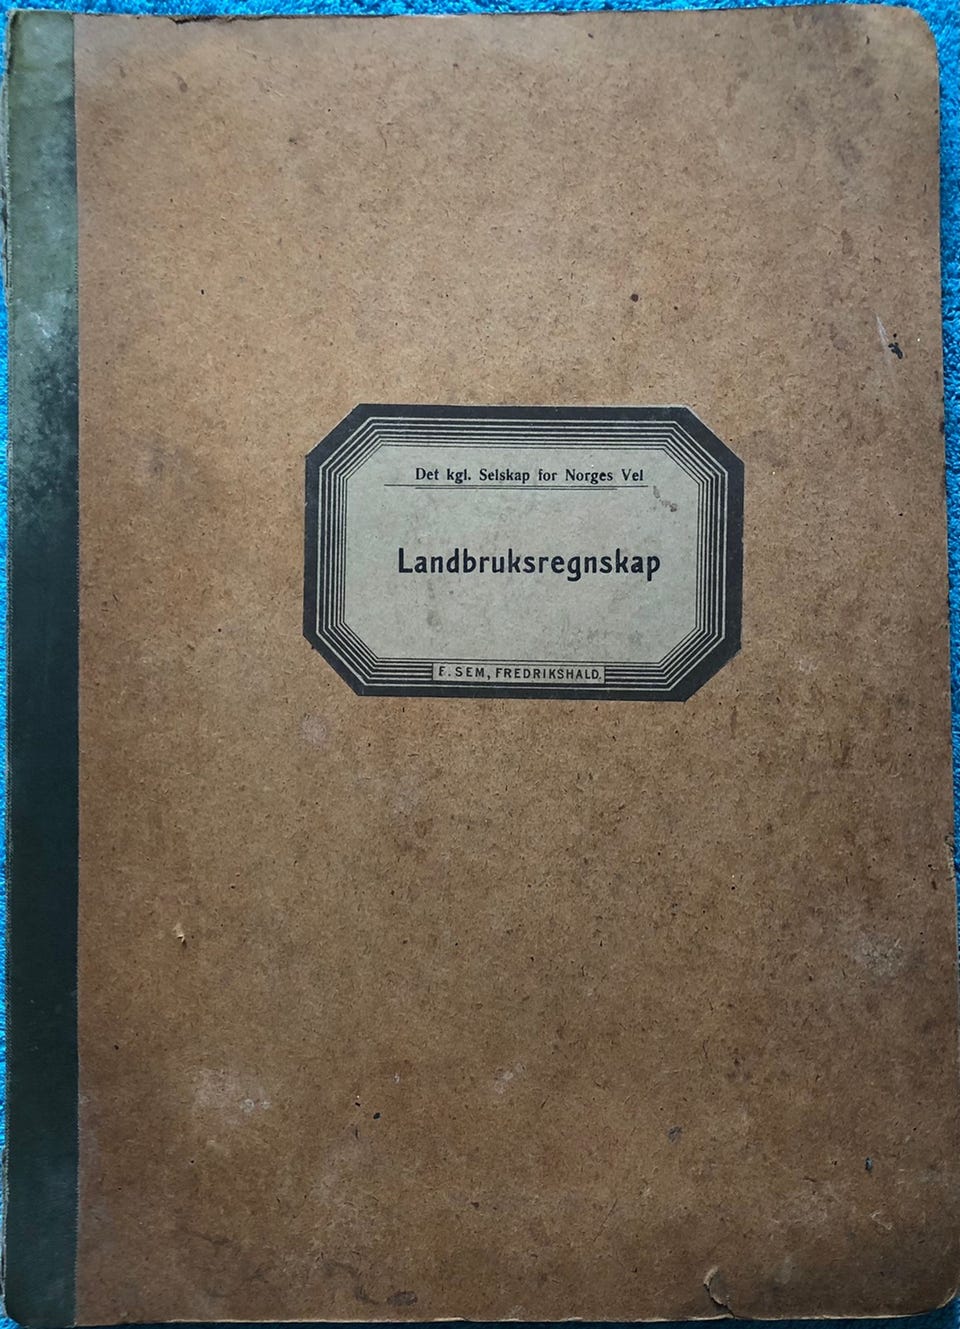 Det kgl. Selskap for Norges Vel
Landbruksregnskap
E. SEM, FREDRIKSHALD.